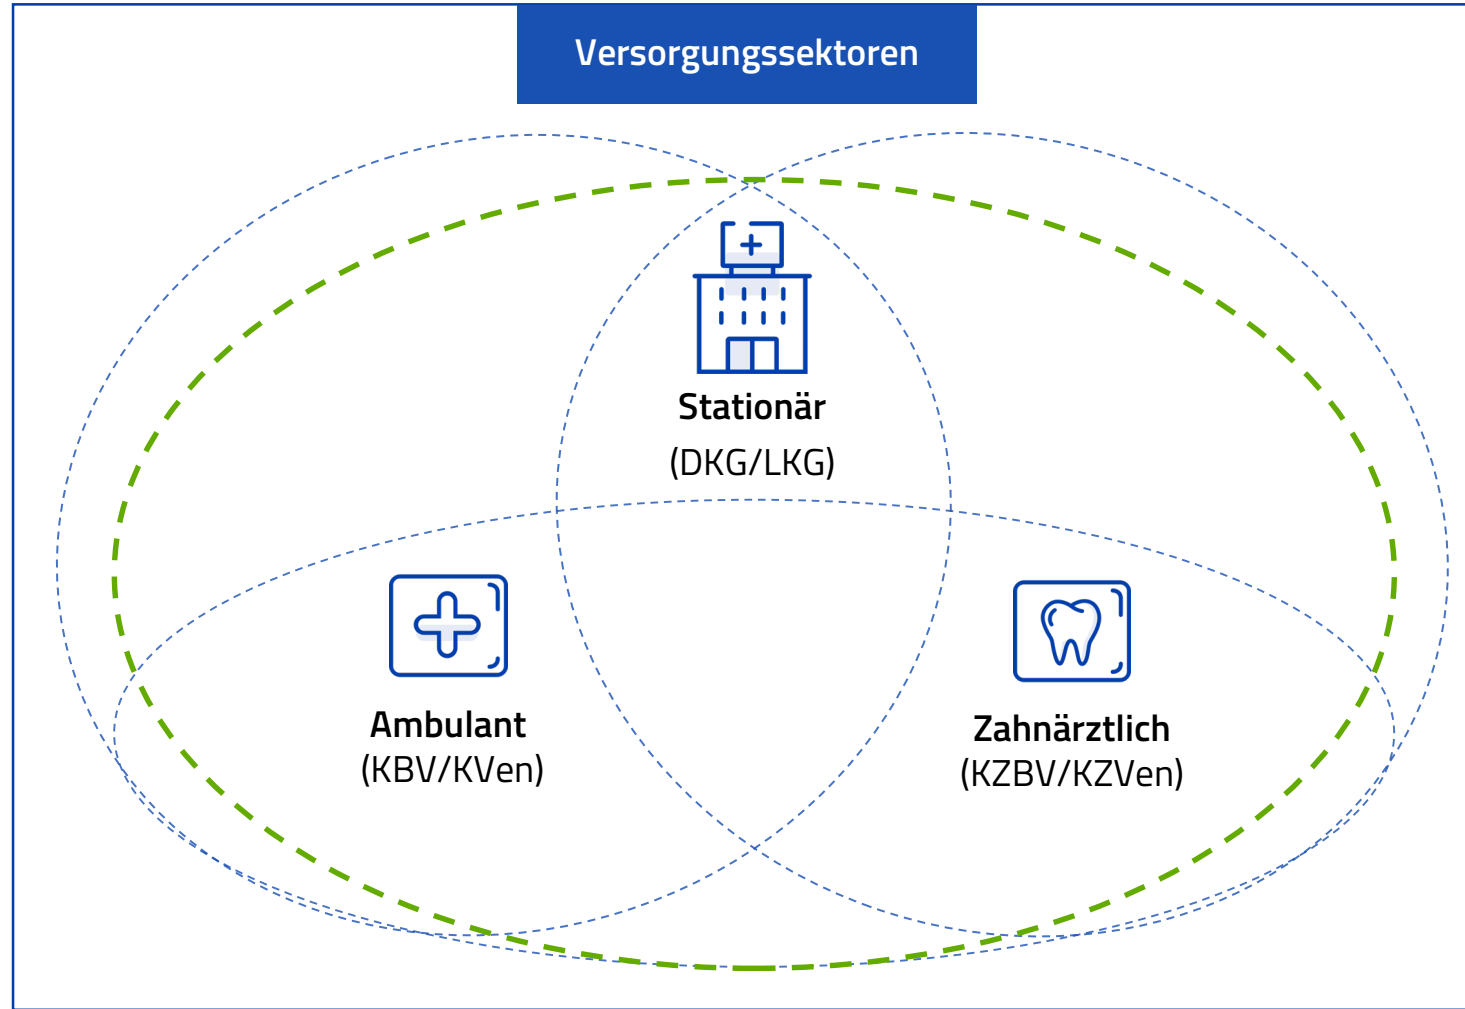 Versorgungssektoren
Stationär
(DKG/LKG)
Ambulant
(KBV/KVen)
Zahnärztlich
(KZBV/KZVen)